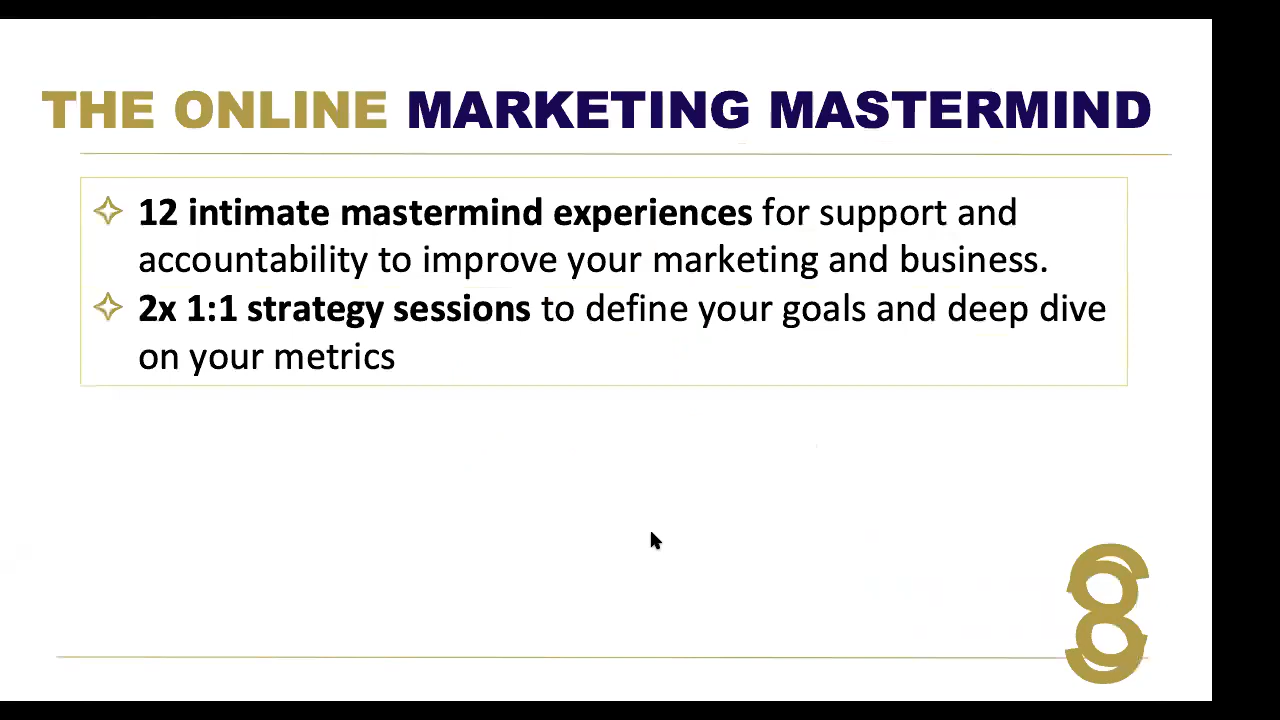 THE ONLINE MARKETING MASTERMIND
12 intimate mastermind experiences for support and
accountability to improve your marketing and business.
2x 1:1 strategy sessions to define your goals and deep dive
on your metrics